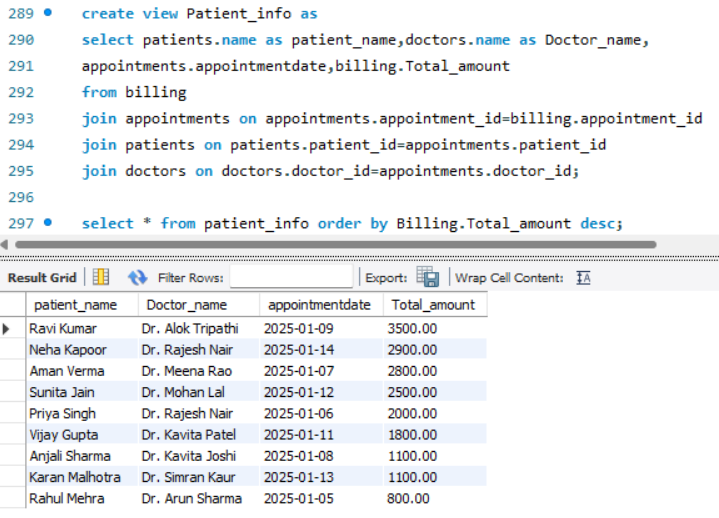 289 create view Patient_info as
290 select patients.name as patient_name,doctors.name as Doctor_name,
291 appointments.appointmentdate,billing.Total_amount
292 from billing
293 join appointments on appointments.appointment_id=billing.appointment_id
294 join patients on patients.patient_id=appointments.patient_id
295 join doctors on doctors.doctor_id=appointments.doctor_id;
296
297 select * from patient_info order by Billing.Total_amount desc;
Result Grid Filter Rows: Export: Wrap Cell Content:
patient_name Doctor_name appointmentdate Total_amount
Ravi Kumar Dr. Alok Tripathi 2025-01-09 3500.00
Neha Kapoor Dr. Rajesh Nair 2025-01-14 2900.00
Aman Verma Dr. Meena Rao 2025-01-07 2800.00
Sunita Jain Dr. Mohan Lal 2025-01-12 2500.00
Priya Singh Dr. Rajesh Nair 2025-01-06 2000.00
Vijay Gupta Dr. Kavita Patel 2025-01-11 1800.00
Anjali Sharma Dr. Kavita Joshi 2025-01-08 1100.00
Karan Malhotra Dr. Simran Kaur 2025-01-13 1100.00
Rahul Mehra Dr. Arun Sharma 2025-01-05 800.00